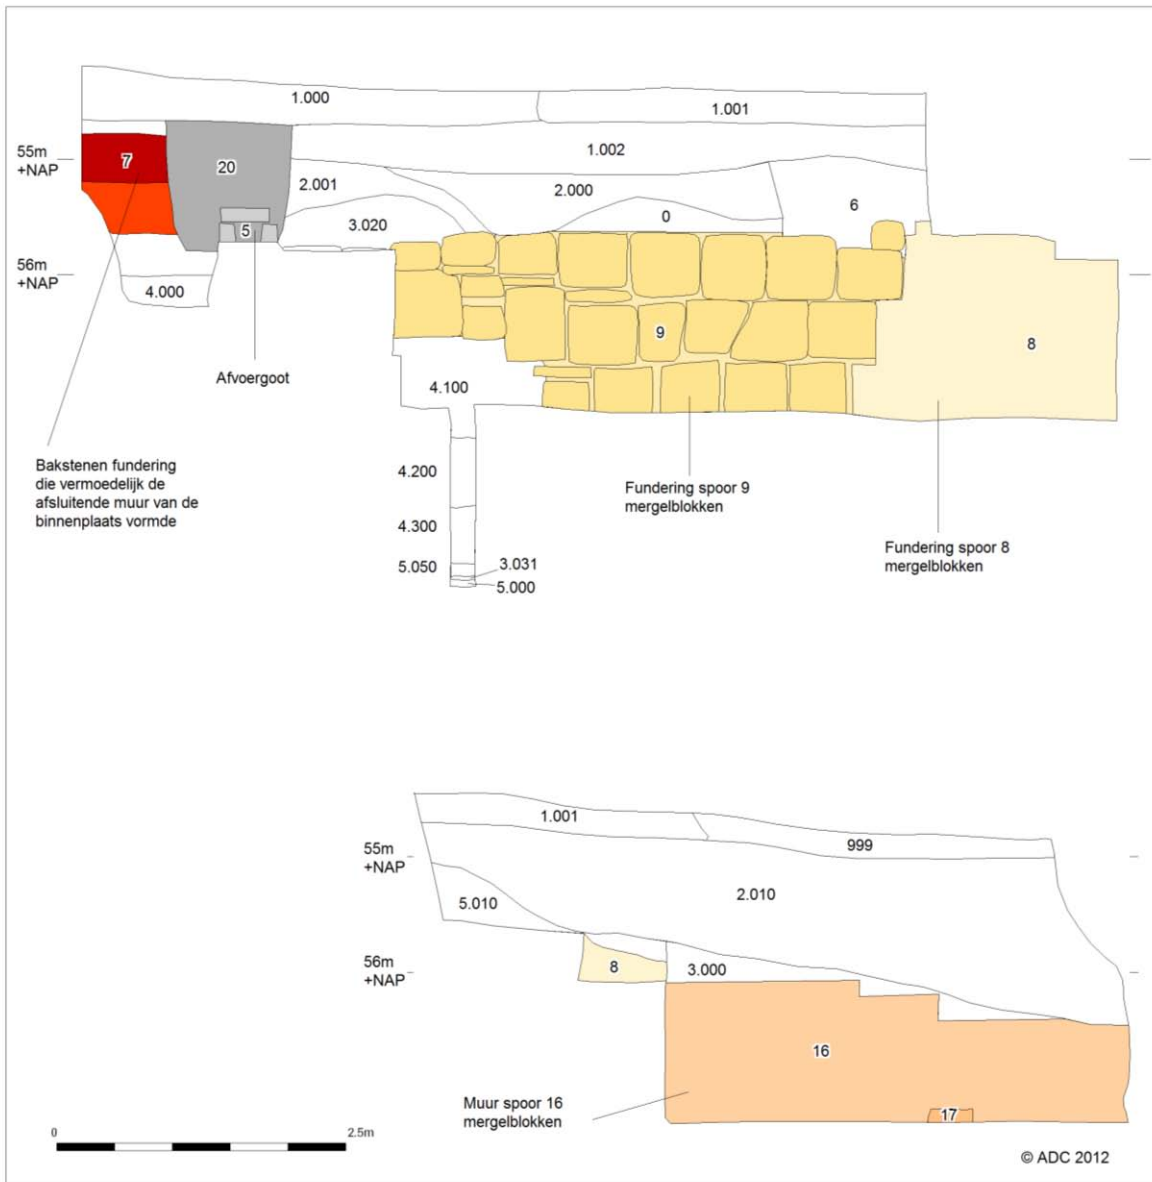 1.000
1.001
55m
+NAP
7
20
1.002
2.001
2.000
6
0
5
3.020
56m
+NAP
4.000
9
8
Afvoergoot
4.100
Bakstenen fundering
die vermoedelijk de
afsluitende muur van de
binnenplaats vormde
4.200
Fundering spoor 9
mergelblokken
4.300
Fundering spoor 8
mergelblokken
5.050
3.031
5.000
1.001
999
55m
+NAP
5.010
2.010
56m
+NAP
8
3.000
16
Muur spoor 16
mergelblokken
17
0
2.5m
© ADC 2012